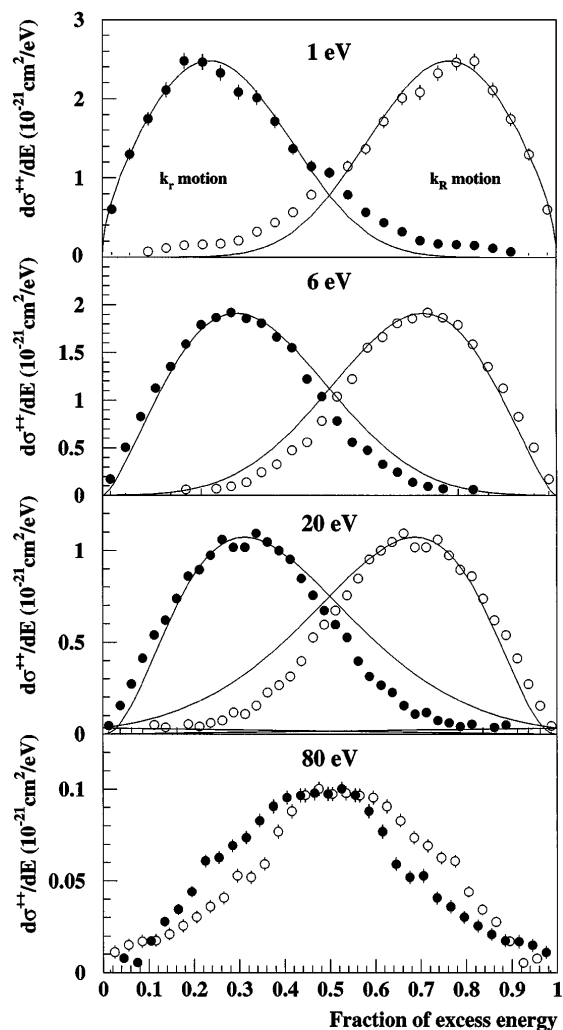 dσ⁺⁺/dE (10⁻²¹cm²/eV)
3
2
1
0
1 eV
kᵣ motion
k_R motion
dσ⁺⁺/dE (10⁻²¹cm²/eV)
2
1.5
1
0.5
0
6 eV
dσ⁺⁺/dE (10⁻²¹cm²/eV)
1
0.5
0
20 eV
dσ⁺⁺/dE (10⁻²¹cm²/eV)
0.1
0.05
0
80 eV
0 0.1 0.2 0.3 0.4 0.5 0.6 0.7 0.8 0.9 1
Fraction of excess energy